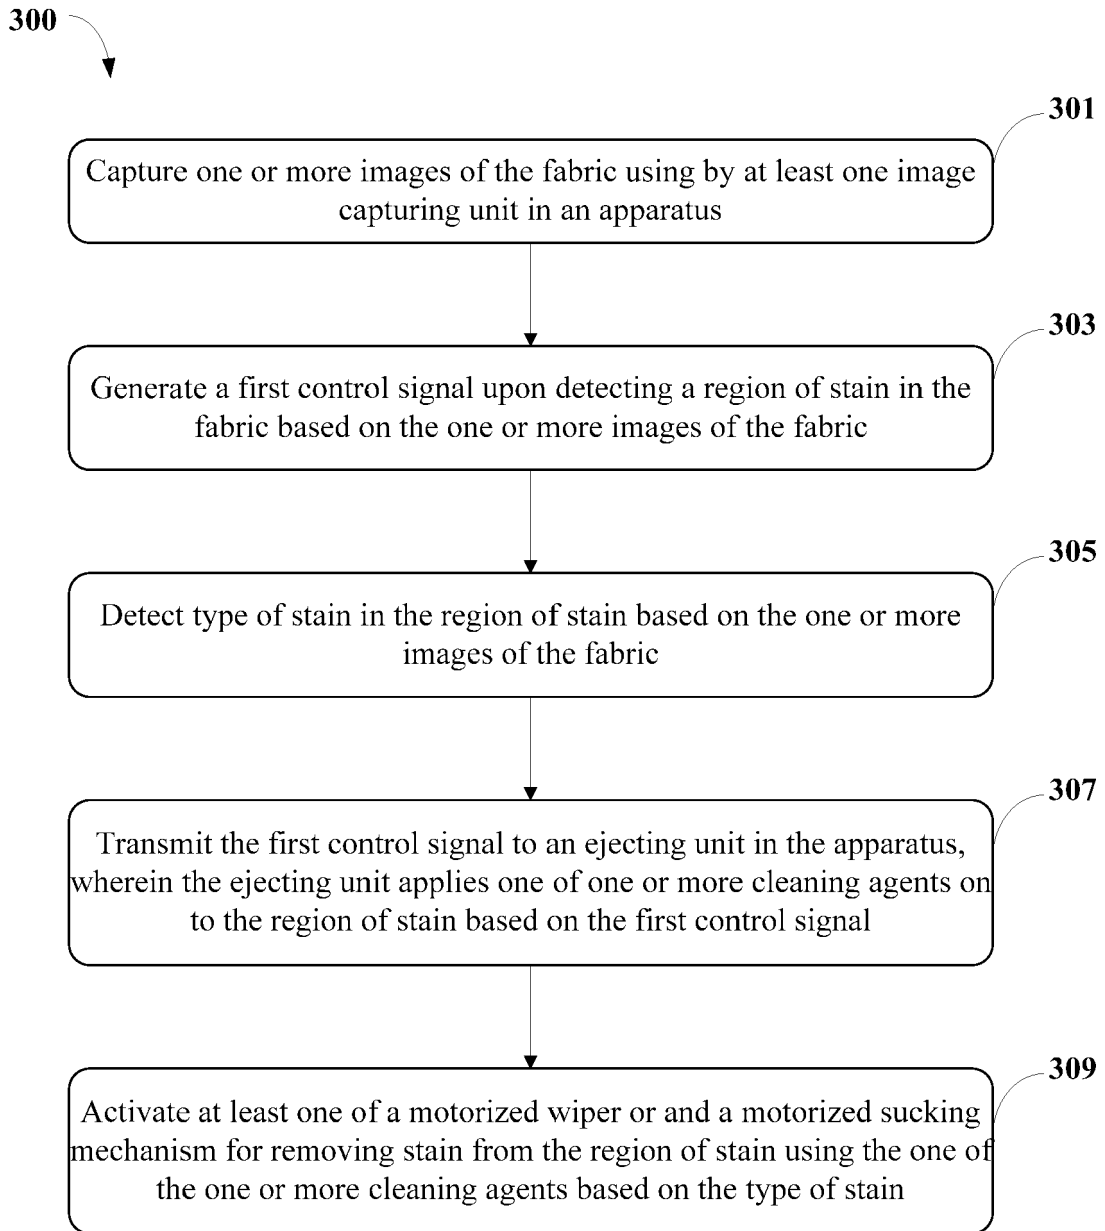 300
301
Capture one or more images of the fabric using by at least one image
capturing unit in an apparatus
303
Generate a first control signal upon detecting a region of stain in the
fabric based on the one or more images of the fabric
305
Detect type of stain in the region of stain based on the one or more
images of the fabric
307
Transmit the first control signal to an ejecting unit in the apparatus,
wherein the ejecting unit applies one of one or more cleaning agents on
to the region of stain based on the first control signal
309
Activate at least one of a motorized wiper or and a motorized sucking
mechanism for removing stain from the region of stain using the one of
the one or more cleaning agents based on the type of stain